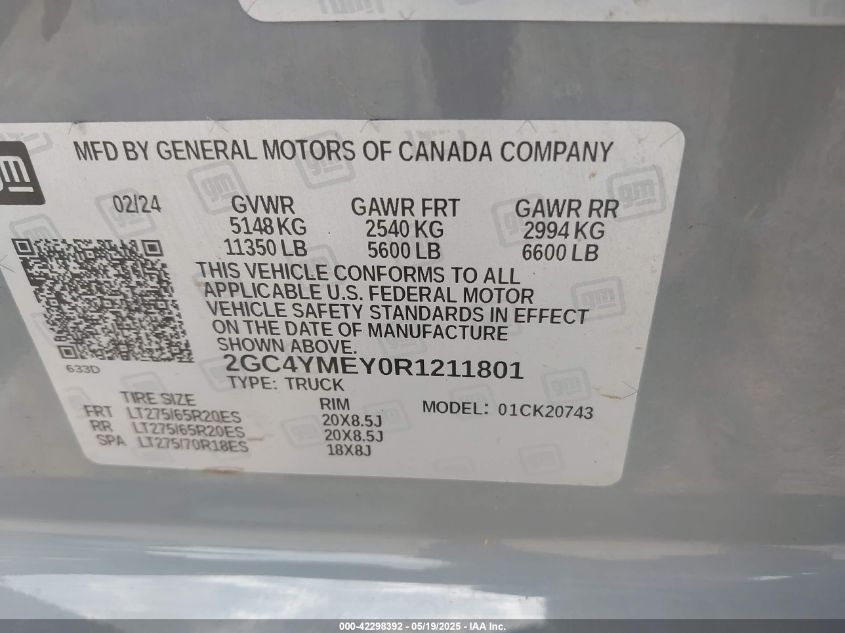 gm
MFD BY GENERAL MOTORS OF CANADA COMPANY
02/24 GVWR GAWR FRT GAWR RR
5148 KG 2540 KG 2994 KG
11350 LB 5600 LB 6600 LB
THIS VEHICLE CONFORMS TO ALL
APPLICABLE U.S. FEDERAL MOTOR
VEHICLE SAFETY STANDARDS IN EFFECT
ON THE DATE OF MANUFACTURE
SHOWN ABOVE.
633D 2GC4YMEY0R1211801
TYPE: TRUCK
TIRE SIZE RIM MODEL: 01CK20743
FRT LT275/65R20ES 20X8.5J
RR LT275/65R20ES 20X8.5J
SPA LT275/70R18ES 18X8J
000-42298392 — 05/19/2025 — IAA Inc.